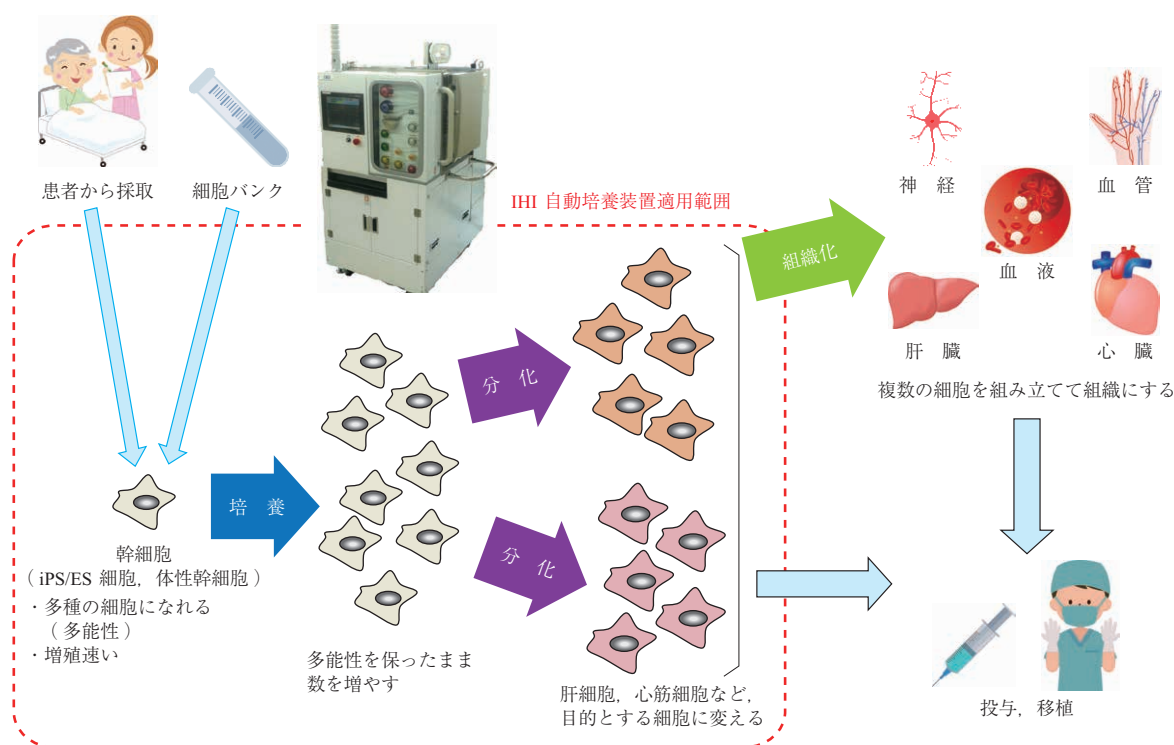 患者から採取
細胞バンク
IHI 自動培養装置適用範囲
組織化
神 経
血 管
血 液
肝 臓
心 臓
複数の細胞を組み立てて組織にする
分 化
培 養
分 化
幹細胞
( iPS/ES 細胞, 体性幹細胞 )
・多種の細胞になれる
( 多能性 )
・増殖速い
多能性を保ったまま
数を増やす
肝細胞, 心筋細胞など,
目的とする細胞に変える
投与, 移植